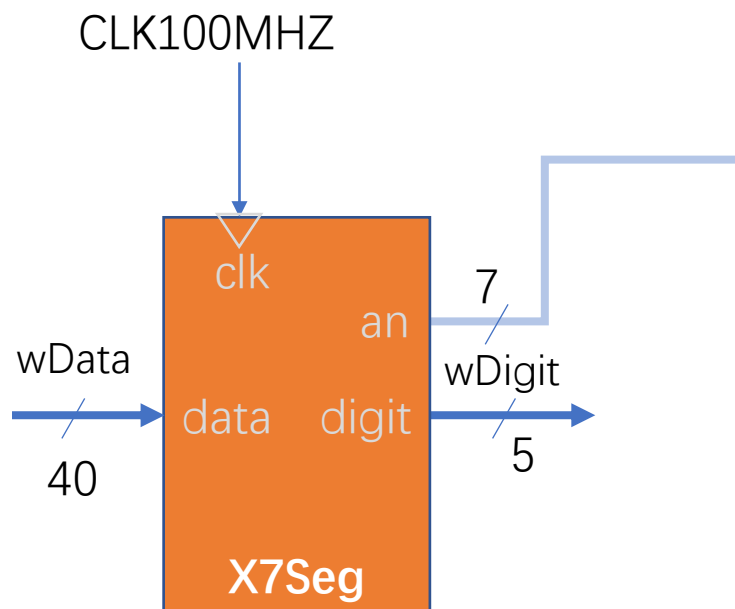 CLK100MHZ
clk
7
an
wData
wDigit
data
digit
40
5
X7Seg